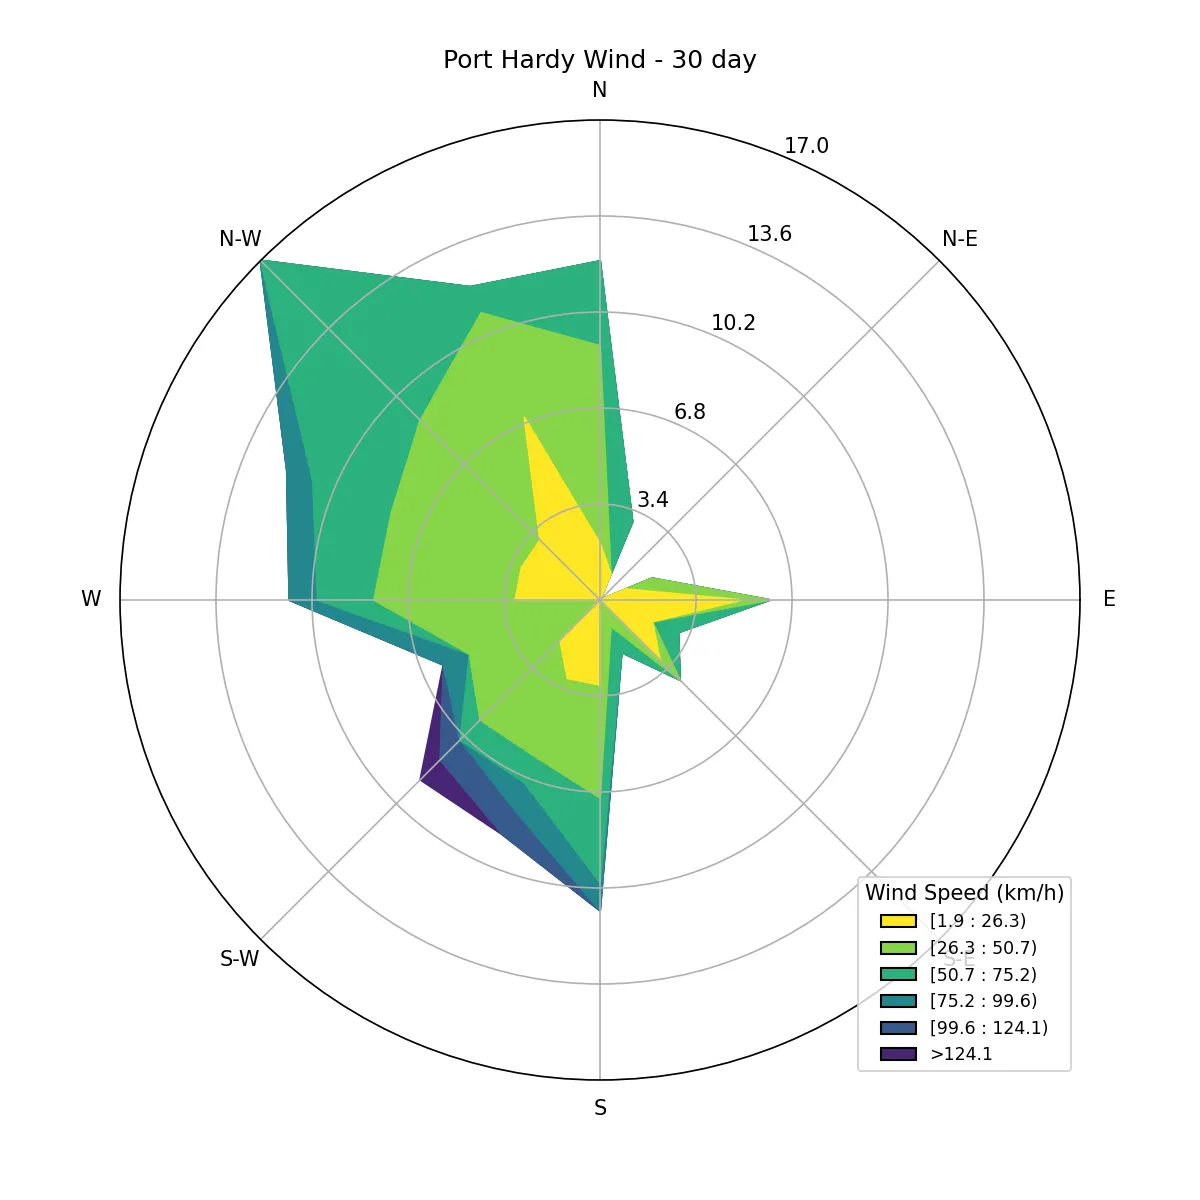 Port Hardy Wind - 30 day
N
17.0
13.6
N-W
N-E
10.2
6.8
3.4
W
E
Wind Speed (km/h)
[1.9 : 26.3)
[26.3 : 50.7)
S-W
S-E
[50.7 : 75.2)
[75.2 : 99.6)
[99.6 : 124.1)
>124.1
S